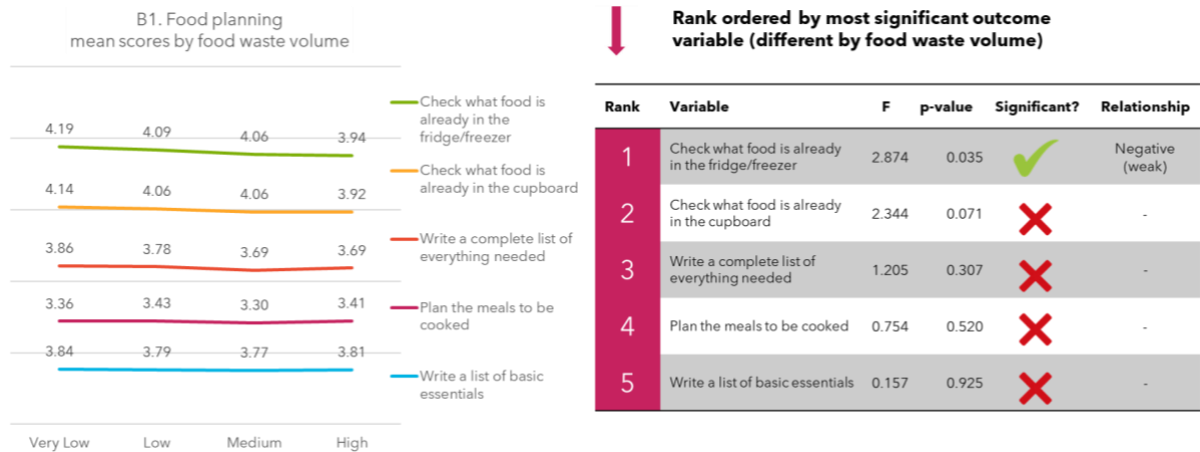 B1. Food planning
mean scores by food waste volume
4.19 4.09 4.06 3.94
4.14 4.06 4.06 3.92
3.86 3.78 3.69 3.69
3.36 3.43 3.30 3.41
3.84 3.79 3.77 3.81
Very Low Low Medium High
Check what food is
already in the
fridge/freezer
Check what food is
already in the cupboard
Write a complete list of
everything needed
Plan the meals to be
cooked
Write a list of basic
essentials
Rank ordered by most significant outcome
variable (different by food waste volume)
Rank Variable F p-value Significant? Relationship
1 Check what food is already
in the fridge/freezer 2.874 0.035 Negative
(weak)
2 Check what food is already
in the cupboard 2.344 0.071 -
3 Write a complete list of
everything needed 1.205 0.307 -
4 Plan the meals to be cooked 0.754 0.520 -
5 Write a list of basic essentials 0.157 0.925 -